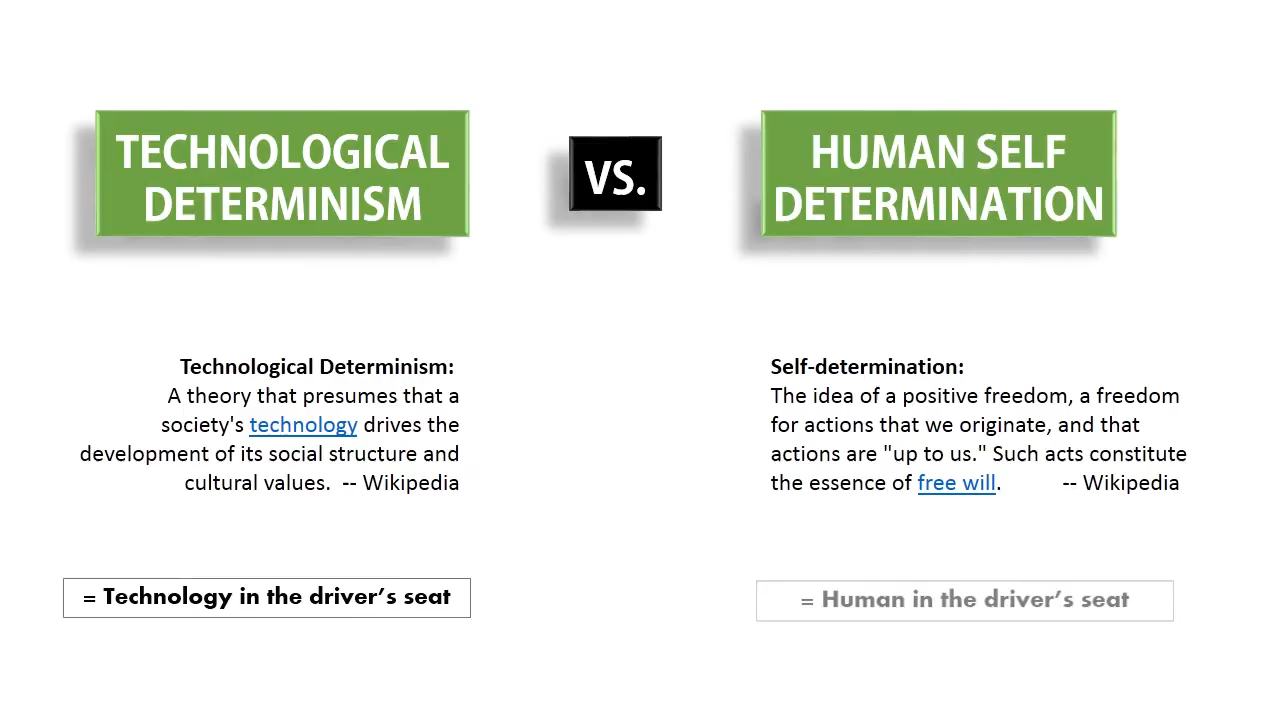 TECHNOLOGICAL
DETERMINISM
VS.
HUMAN SELF
DETERMINATION
Technological Determinism:
A theory that presumes that a
society's technology drives the
development of its social structure and
cultural values.  -- Wikipedia
= Technology in the driver’s seat
Self-determination:
The idea of a positive freedom, a freedom
for actions that we originate, and that
actions are "up to us." Such acts constitute
the essence of free will.  -- Wikipedia
= Human in the driver’s seat